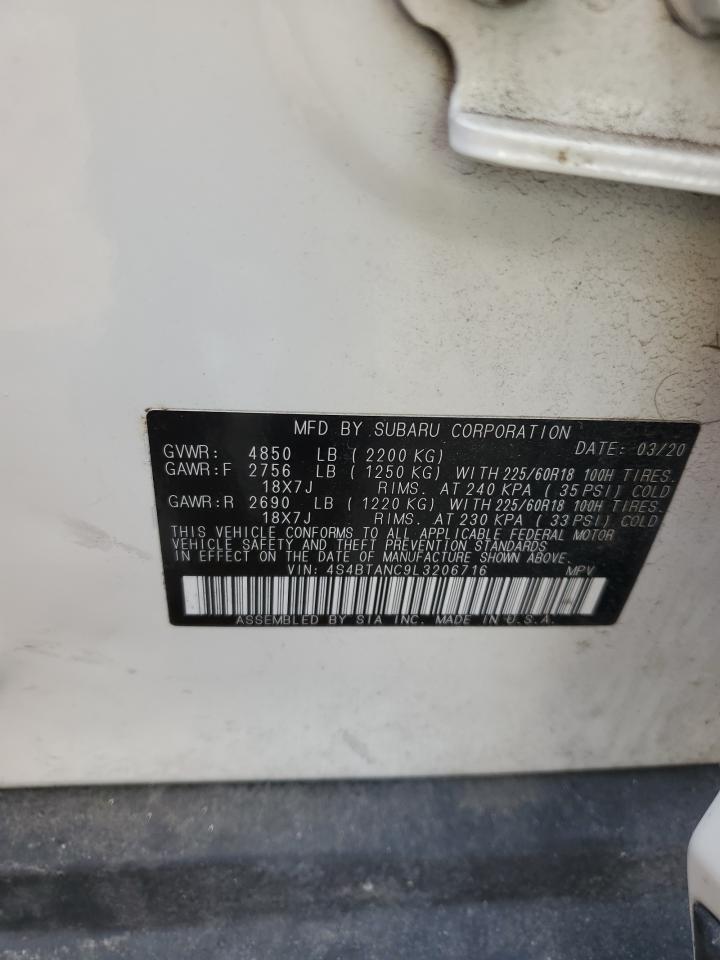 MFD BY SUBARU CORPORATION
GVWR: 4850 LB ( 2200 KG) DATE: 03/20
GAWR:F 2756 LB ( 1250 KG) WITH 225/60R18 100H TIRES.
18X7J RIMS. AT 240 KPA ( 35 PSI) COLD
GAWR:R 2690 LB ( 1220 KG) WITH 225/60R18 100H TIRES.
18X7J RIMS. AT 230 KPA ( 33 PSI) COLD
THIS VEHICLE CONFORMS TO ALL APPLICABLE FEDERAL MOTOR
VEHICLE SAFETY AND THEFT PREVENTION STANDARDS
IN EFFECT ON THE DATE OF MANUFACTURE SHOWN ABOVE.
VIN: 4S4BTANC9L3206716 MPV
ASSEMBLED BY SIA INC. MADE IN U.S.A.